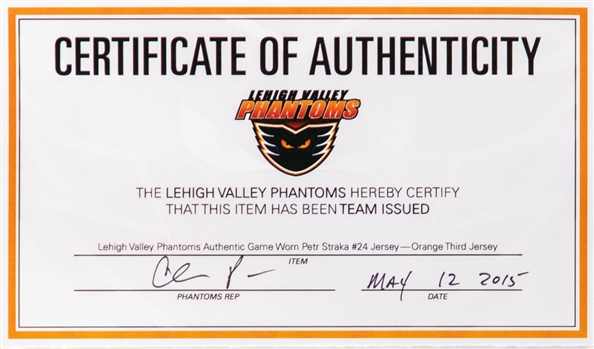 CERTIFICATE OF AUTHENTICITY
LEHIGH VALLEY
PHANTOMS
THE LEHIGH VALLEY PHANTOMS HEREBY CERTIFY
THAT THIS ITEM HAS BEEN TEAM ISSUED
Lehigh Valley Phantoms Authentic Game Worn Petr Straka #24 Jersey—Orange Third Jersey
ITEM
MAY 12 2015
PHANTOMS REP
DATE